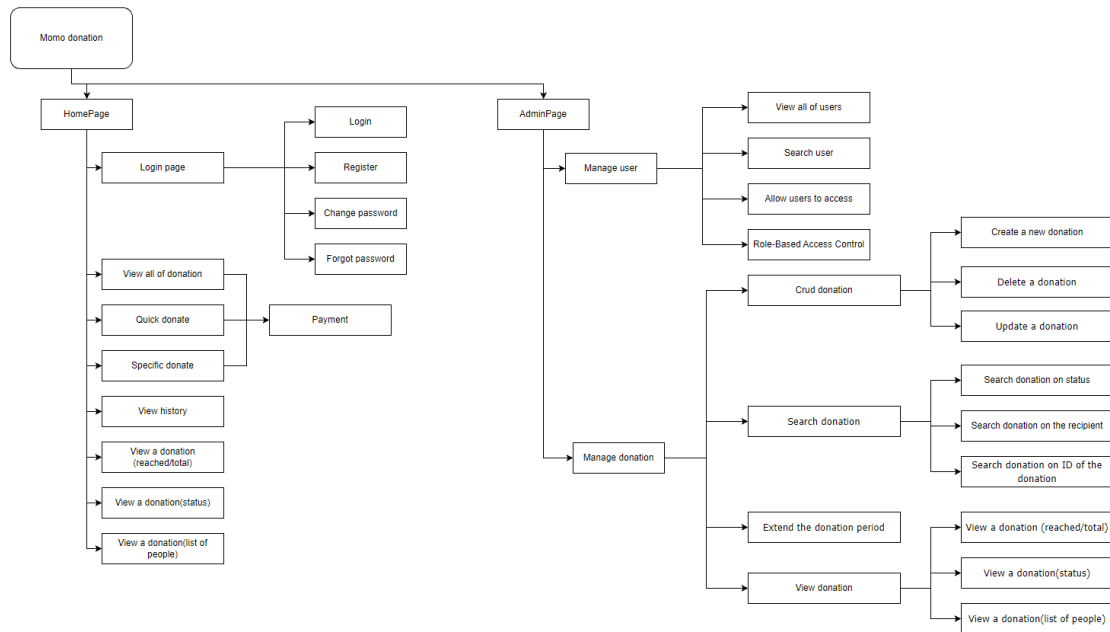 Momo donation
HomePage
Login page
Login
Register
Change password
Forgot password
View all of donation
Quick donate
Specific donate
Payment
View history
View a donation
(reached/total)
View a donation(status)
View a donation(list of
people)
AdminPage
Manage user
View all of users
Search user
Allow users to access
Role-Based Access Control
Manage donation
Crud donation
Create a new donation
Delete a donation
Update a donation
Search donation
Search donation on status
Search donation on the recipient
Search donation on ID of the
donation
Extend the donation period
View donation
View a donation (reached/total)
View a donation(status)
View a donation(list of people)